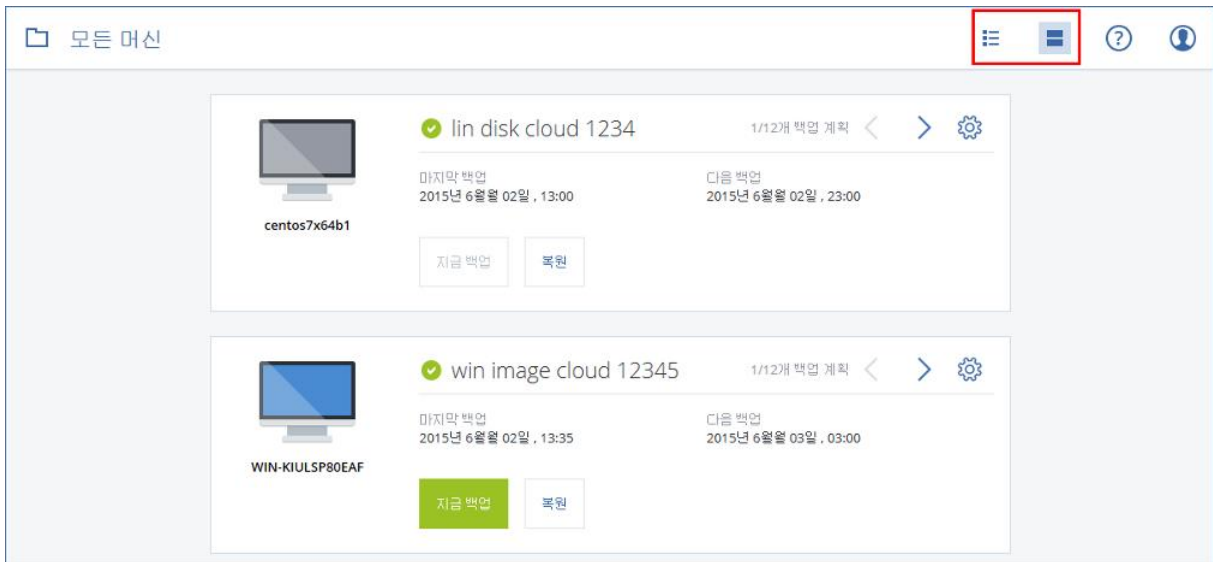 모든 머신
lin disk cloud 1234
1/12개 백업 계획
마지막 백업
다음 백업
2015년 6월월 02일 , 13:00
2015년 6월월 02일 , 23:00
centos7x64b1
지금 백업
복원
win image cloud 12345
1/12개 백업 계획
마지막 백업
다음 백업
2015년 6월월 02일 , 13:35
2015년 6월월 03일 , 03:00
WIN-KIULSP80EAF
지금 백업
복원